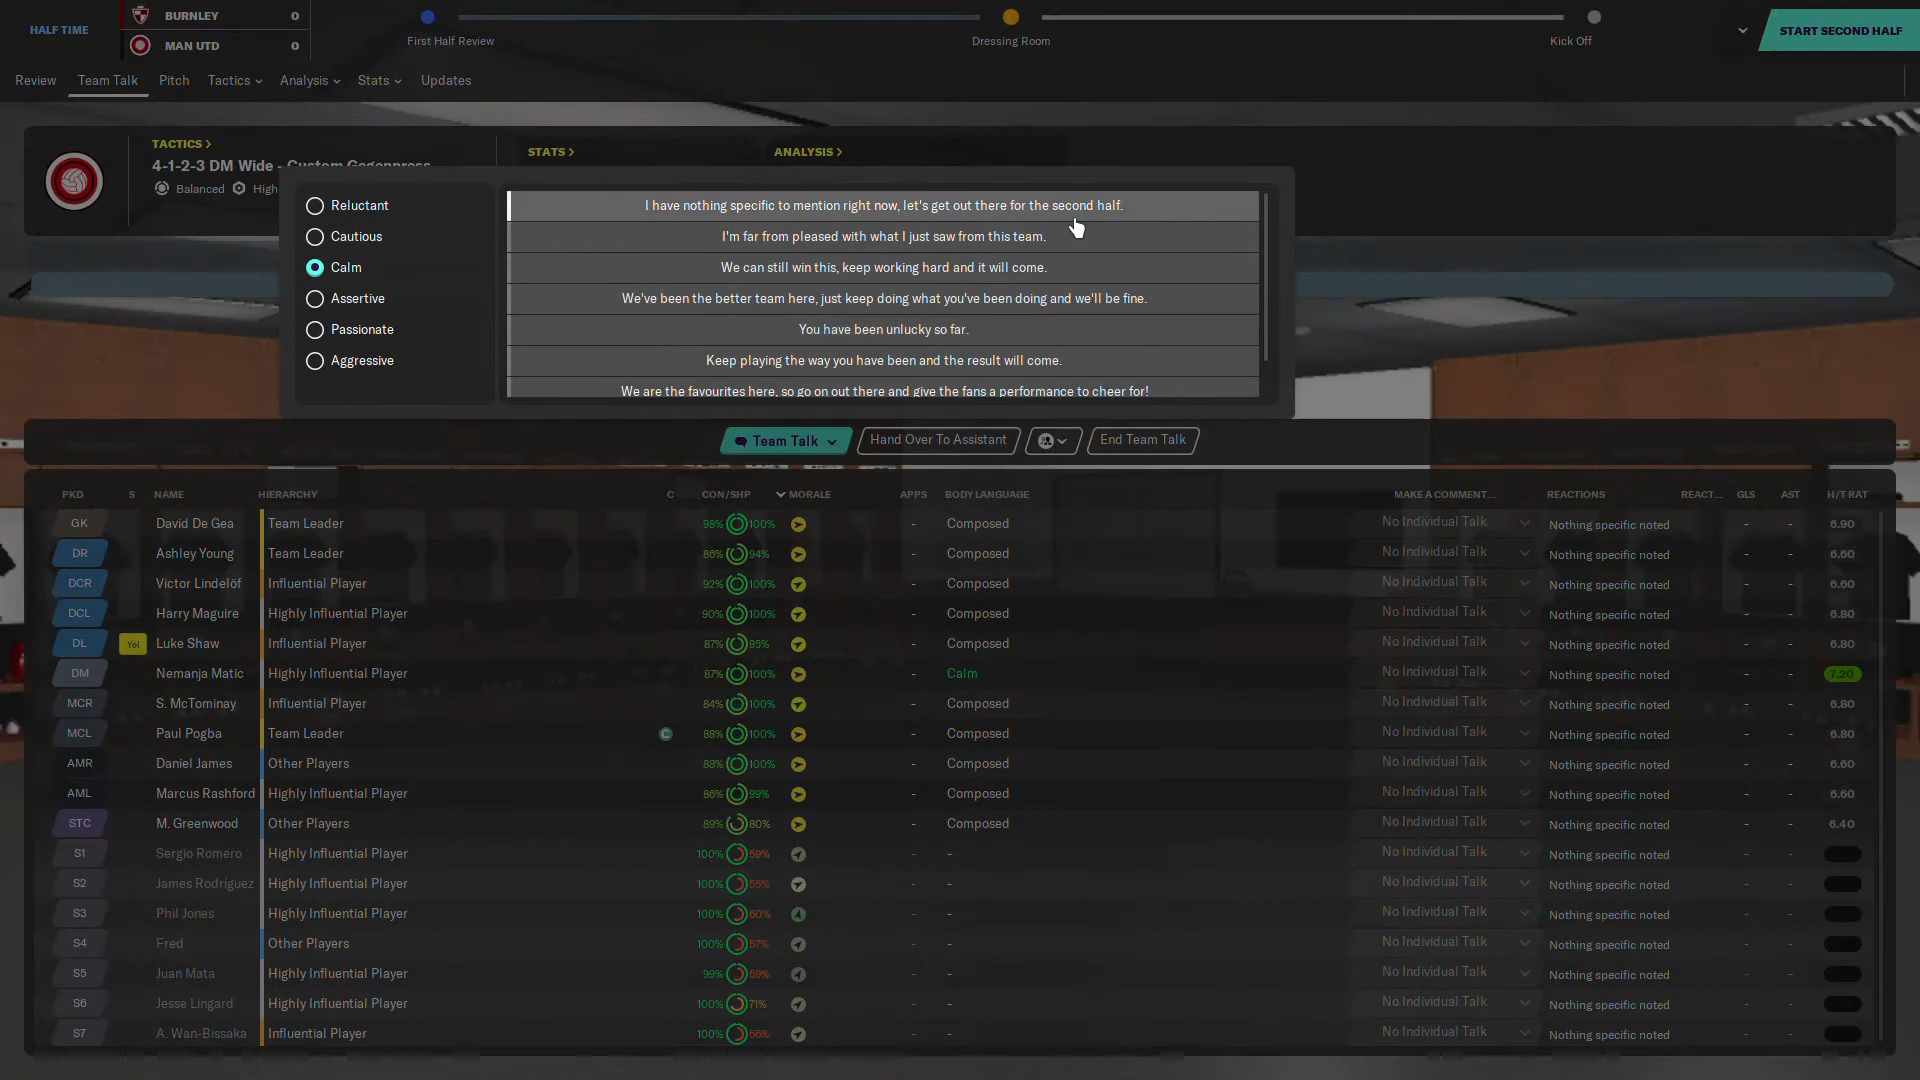 HALF TIME
BURNLEY 0
MAN UTD 0
First Half Review
Dressing Room
Kick Off
START SECOND HALF
Review Team Talk Pitch Tactics Analysis Stats Updates
TACTICS >
4-1-2-3 DM Wide - Custom Gegenpress
Balanced High
STATS >
ANALYSIS >
Reluctant
Cautious
Calm
Assertive
Passionate
Aggressive
I have nothing specific to mention right now, let's get out there for the second half.
I'm far from pleased with what I just saw from this team.
We can still win this, keep working hard and it will come.
We've been the better team here, just keep doing what you've been doing and we'll be fine.
You have been unlucky so far.
Keep playing the way you have been and the result will come.
We are the favourites here, so go on out there and give the fans a performance to cheer for!
Team Talk Hand Over To Assistant End Team Talk
PKD S NAME HIERARCHY C CON/SHP MORALE APPS BODY LANGUAGE MAKE A COMMENT... REACTIONS REACT... GLS AST H/T RAT
GK David De Gea Team Leader 98% 100% - Composed No Individual Talk Nothing specific noted - - 6.90
DR Ashley Young Team Leader 86% 94% - Composed No Individual Talk Nothing specific noted - - 6.60
DCR Victor Lindelöf Influential Player 92% 100% - Composed No Individual Talk Nothing specific noted - - 6.60
DCL Harry Maguire Highly Influential Player 90% 100% - Composed No Individual Talk Nothing specific noted - - 6.80
DL Yel Luke Shaw Influential Player 87% 95% - Composed No Individual Talk Nothing specific noted - - 6.80
DM Nemanja Matic Highly Influential Player 87% 100% - Calm No Individual Talk Nothing specific noted - - 7.20
MCR S. McTominay Influential Player 84% 100% - Composed No Individual Talk Nothing specific noted - - 6.80
MCL Paul Pogba Team Leader C 88% 100% - Composed No Individual Talk Nothing specific noted - - 6.80
AMR Daniel James Other Players 88% 100% - Composed No Individual Talk Nothing specific noted - - 6.60
AML Marcus Rashford Highly Influential Player 86% 99% - Composed No Individual Talk Nothing specific noted - - 6.60
STC M. Greenwood Other Players 89% 80% - Composed No Individual Talk Nothing specific noted - - 6.40
S1 Sergio Romero Highly Influential Player 100% 59% - - No Individual Talk Nothing specific noted - -
S2 James Rodriguez Highly Influential Player 100% 55% - - No Individual Talk Nothing specific noted - -
S3 Phil Jones Highly Influential Player 100% 60% - - No Individual Talk Nothing specific noted - -
S4 Fred Other Players 100% 57% - - No Individual Talk Nothing specific noted - -
S5 Juan Mata Highly Influential Player 99% 59% - - No Individual Talk Nothing specific noted - -
S6 Jesse Lingard Highly Influential Player 100% 71% - - No Individual Talk Nothing specific noted - -
S7 A. Wan-Bissaka Influential Player 100% 56% - - No Individual Talk Nothing specific noted - -